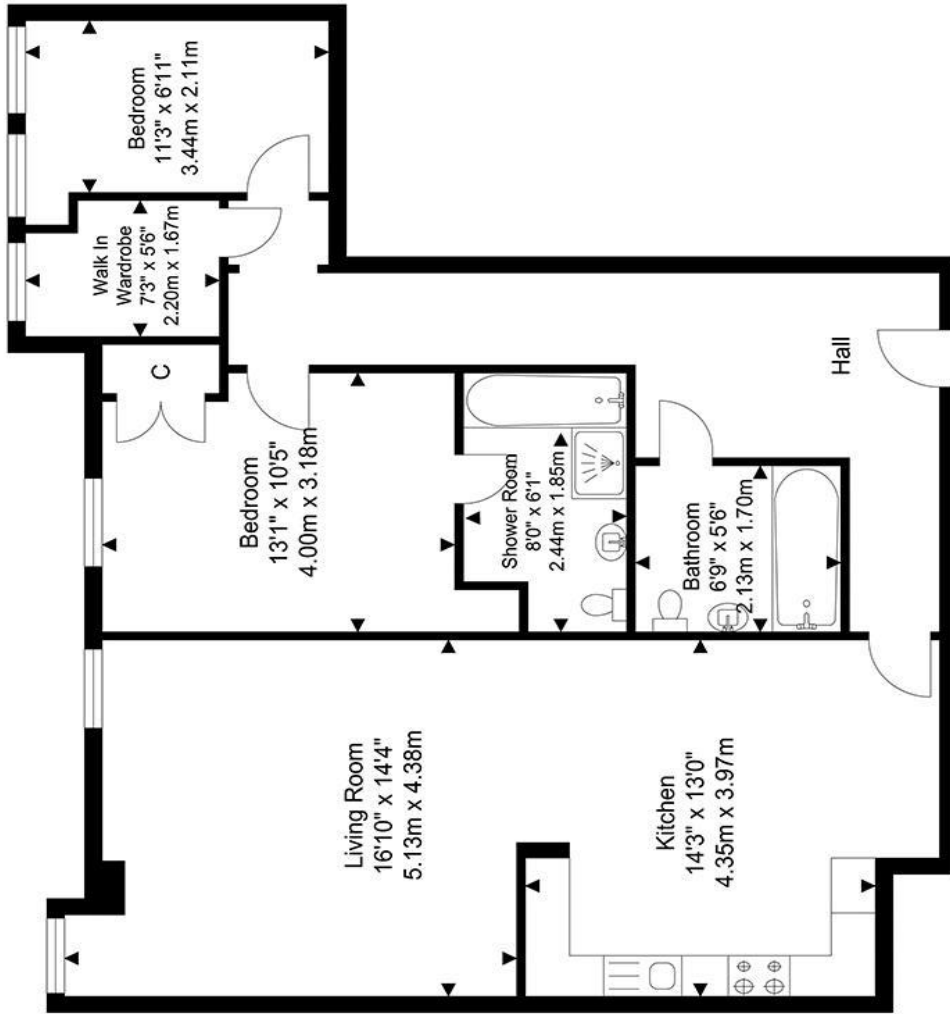 Bedroom
11'3" x 6'11"
3.44m x 2.11m
Walk In
Wardrobe
7'3" x 5'6"
2.20m x 1.67m
C
Bedroom
13'1" x 10'5"
4.00m x 3.18m
Shower Room
8'0" x 6'1"
2.44m x 1.85m
Hall
Bathroom
6'9" x 5'6"
2.13m x 1.70m
Living Room
16'10" x 14'4"
5.13m x 4.38m
Kitchen
14'3" x 13'0"
4.35m x 3.97m